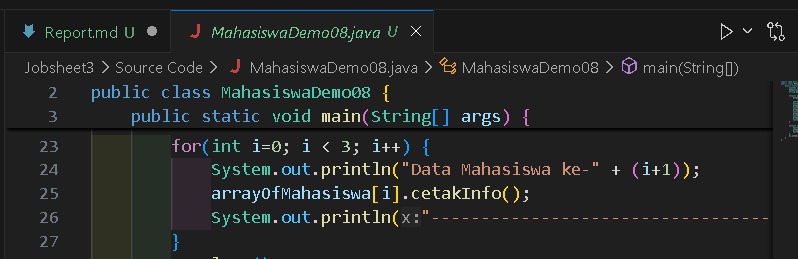 Report.md U
MahasiswaDemo08.java U
Jobsheet3 > Source Code > J MahasiswaDemo08.java > MahasiswaDemo08 > main(String[])
2 public class MahasiswaDemo08 {
3 public static void main(String[] args) {
23 for(int i=0; i < 3; i++) {
24 System.out.println("Data Mahasiswa ke-" + (i+1));
25 arrayOfMahasiswa[i].cetakInfo();
26 System.out.println(x:"-----------------------------------
27 }